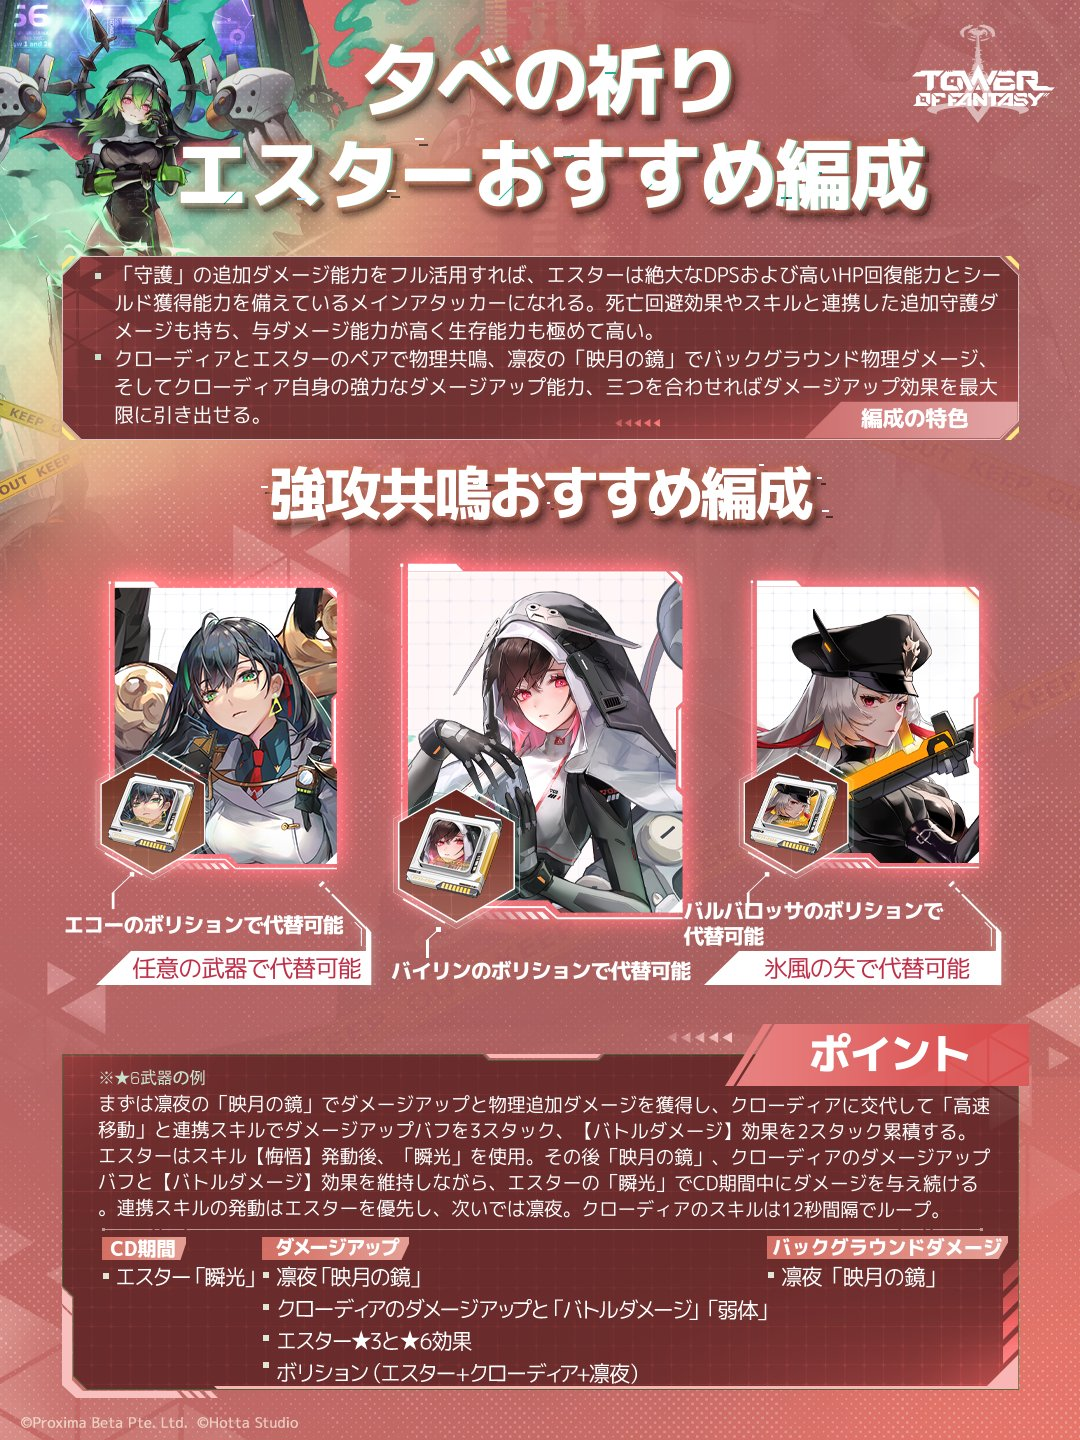 56
TOWER
OF FANTASY
夕べの祈り
エスターおすすめ編成
KEEP
OUT KEEP
OUT KEEP OU
「守護」の追加ダメージ能力をフル活用すれば、エスターは絶大なDPSおよび高いHP回復能力とシー
ルド獲得能力を備えているメインアタッカーになれる。死亡回避効果やスキルと連携した追加守護ダ
メージも持ち、与ダメージ能力が高く生存能力も極めて高い。
クローディアとエスターのペアで物理共鳴、凛夜の「映月の鏡」でバックグラウンド物理ダメージ、
そしてクローディア自身の強力なダメージアップ能力、三つを合わせればダメージアップ効果を最大
限に引き出せる。
編成の特色
強攻共鳴おすすめ編成
エコーのボリションで代替可能
任意の武器で代替可能
バイリンのボリションで代替可能
バルバロッサのボリションで
代替可能
氷風の矢で代替可能
ポイント
※★6武器の例
まずは凛夜の「映月の鏡」でダメージアップと物理追加ダメージを獲得し、クローディアに交代して「高速
移動」と連携スキルでダメージアップバフを3スタック、【バトルダメージ】効果を2スタック累積する。
エスターはスキル【悔悟】発動後、「瞬光」を使用。その後「映月の鏡」、クローディアのダメージアップ
バフと【バトルダメージ】効果を維持しながら、エスターの「瞬光」でCD期間中にダメージを与え続ける
。連携スキルの発動はエスターを優先し、次いでは凛夜。クローディアのスキルは12秒間隔でループ。
CD期間
エスター「瞬光」
ダメージアップ
凛夜「映月の鏡」
クローディアのダメージアップと「バトルダメージ」「弱体」
エスター★3と★6効果
ボリション（エスター+クローディア+凛夜）
バックグラウンドダメージ
凛夜「映月の鏡」
©Proxima Beta Pte. Ltd. ©Hotta Studio